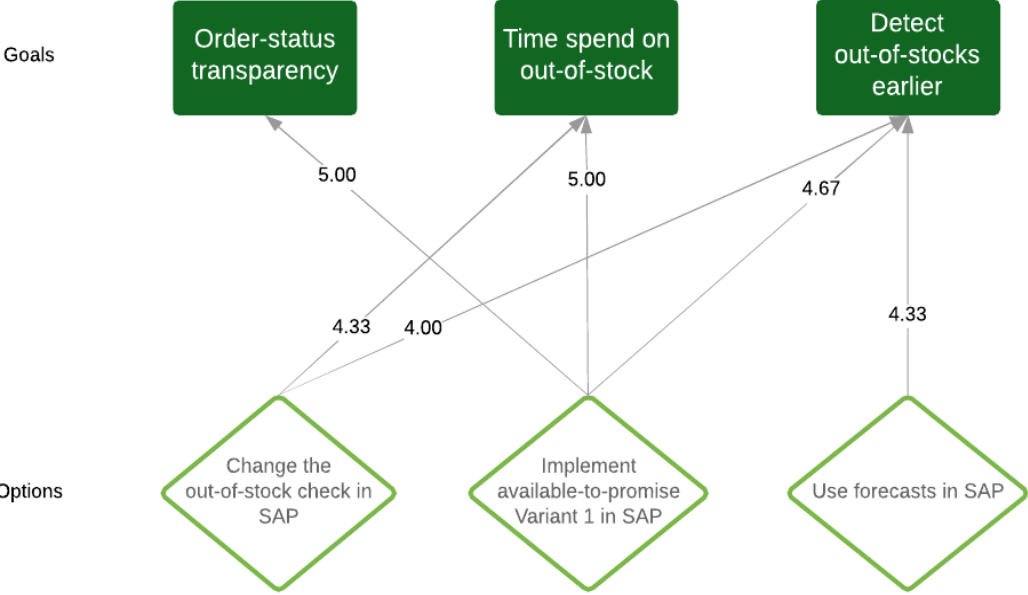 Goals
Order-status
transparency
Time spend on
out-of-stock
Detect
out-of-stocks
earlier
5.00
5.00
4.67
4.33
4.00
4.33
Options
Change the
out-of-stock check in
SAP
Implement
available-to-promise
Variant 1 in SAP
Use forecasts in SAP